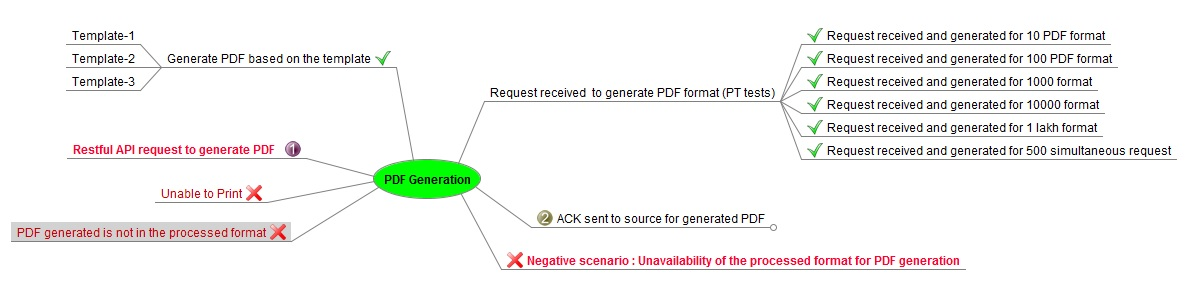 Template-1
Template-2
Template-3
Generate PDF based on the template
Restful API request to generate PDF 1
Unable to Print
PDF generated is not in the processed format
PDF Generation
Request received to generate PDF format (PT tests)
Request received and generated for 10 PDF format
Request received and generated for 100 PDF format
Request received and generated for 1000 format
Request received and generated for 10000 format
Request received and generated for 1 lakh format
Request received and generated for 500 simultaneous request
2 ACK sent to source for generated PDF
Negative scenario : Unavailability of the processed format for PDF generation